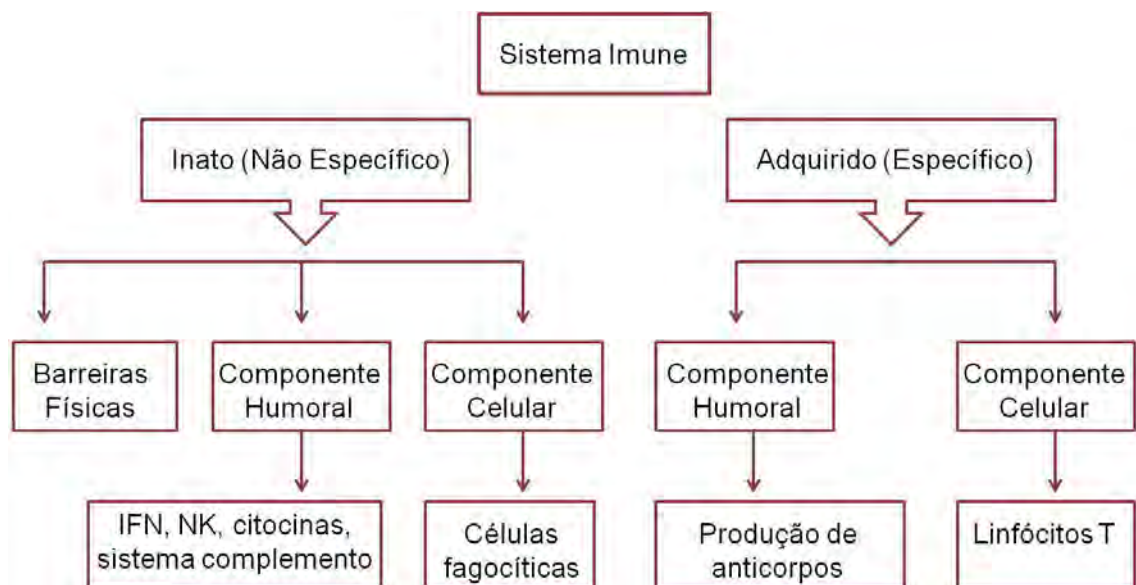 Sistema Imune
Inato (Não Específico)
Adquirido (Específico)
Barreiras
Físicas
Componente
Humoral
Componente
Celular
Componente
Humoral
Componente
Celular
IFN, NK, citocinas,
sistema complemento
Células
fagocíticas
Produção de
anticorpos
Linfócitos T